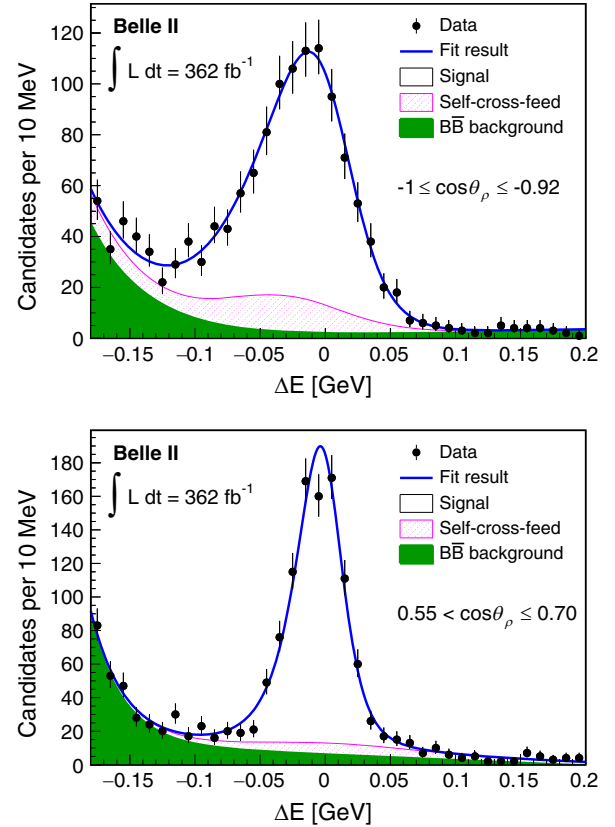 Belle II
∫ L dt = 362 fb⁻¹
Data
Fit result
Signal
Self-cross-feed
BB̅ background
-1 ≤ cosθρ ≤ -0.92
Candidates per 10 MeV
120
100
80
60
40
20
0
−0.15 −0.1 −0.05 0 0.05 0.1 0.15 0.2
ΔE [GeV]
Belle II
∫ L dt = 362 fb⁻¹
Data
Fit result
Signal
Self-cross-feed
BB̅ background
0.55 < cosθρ ≤ 0.70
Candidates per 10 MeV
180
160
140
120
100
80
60
40
20
0
−0.15 −0.1 −0.05 0 0.05 0.1 0.15 0.2
ΔE [GeV]